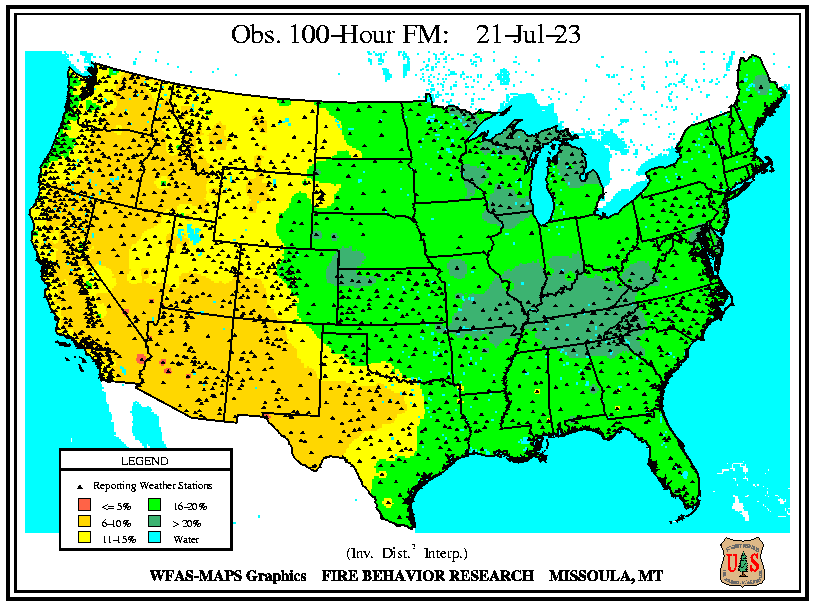 Obs. 100-Hour FM: 21-Jul-23
LEGEND
Reporting Weather Stations
<= 5%
16-20%
6-10%
> 20%
11-15%
Water
(Inv. Dist.² Interp.)
WFAS-MAPS Graphics FIRE BEHAVIOR RESEARCH MISSOULA, MT
U S